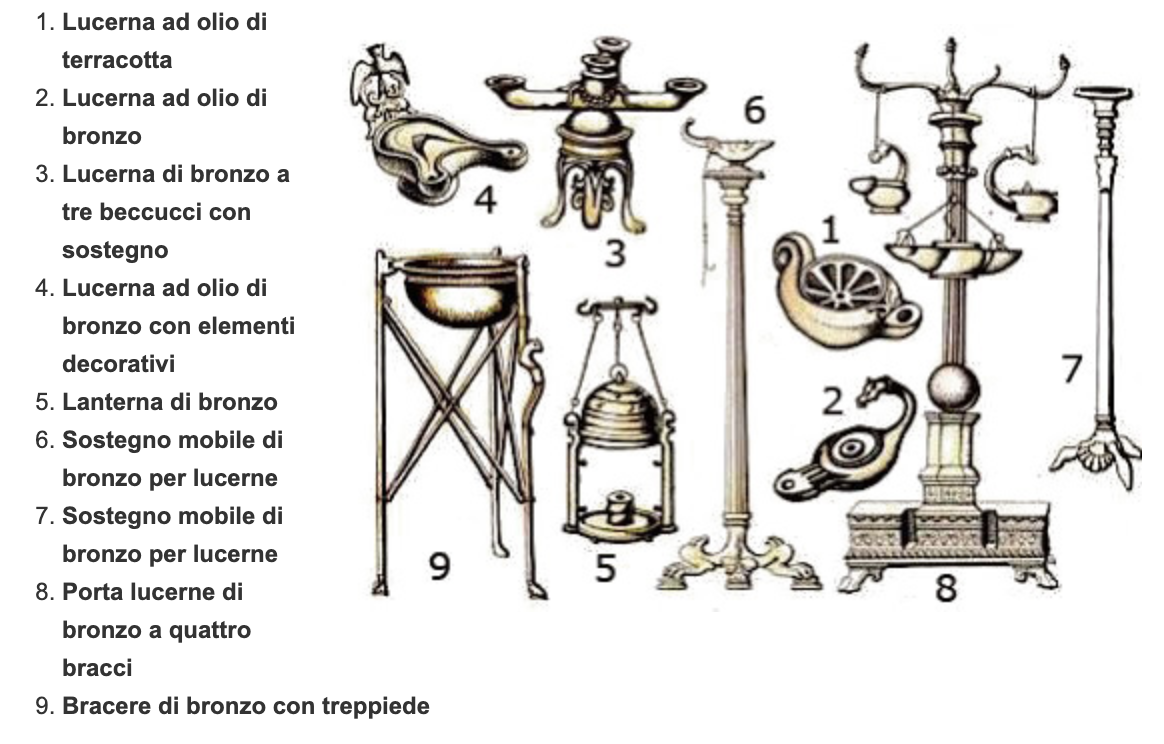 1. Lucerna ad olio di
terracotta
2. Lucerna ad olio di
bronzo
3. Lucerna di bronzo a
tre beccucci con
sostegno
4. Lucerna ad olio di
bronzo con elementi
decorativi
5. Lanterna di bronzo
6. Sostegno mobile di
bronzo per lucerne
7. Sostegno mobile di
bronzo per lucerne
8. Porta lucerne di
bronzo a quattro
bracci
9. Bracere di bronzo con treppiede
6
4
3
1
7
2
9
5
8